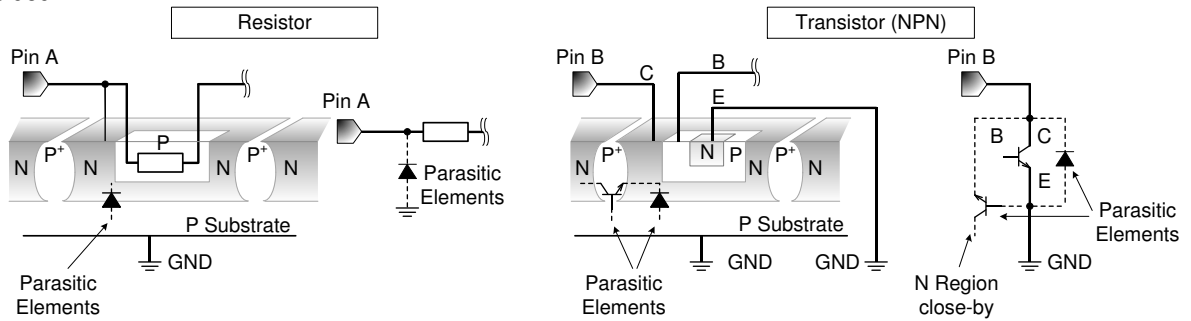 Resistor
Transistor (NPN)
Pin A
Pin A
N
P+
N
P
N
P+
N
Parasitic
Elements
P Substrate
GND
Parasitic
Elements
Pin B
C
B
E
N
P+
N
N
P
N
P+
N
P Substrate
GND
GND
Parasitic
Elements
Pin B
B
C
E
Parasitic
Elements
GND
N Region
close-by